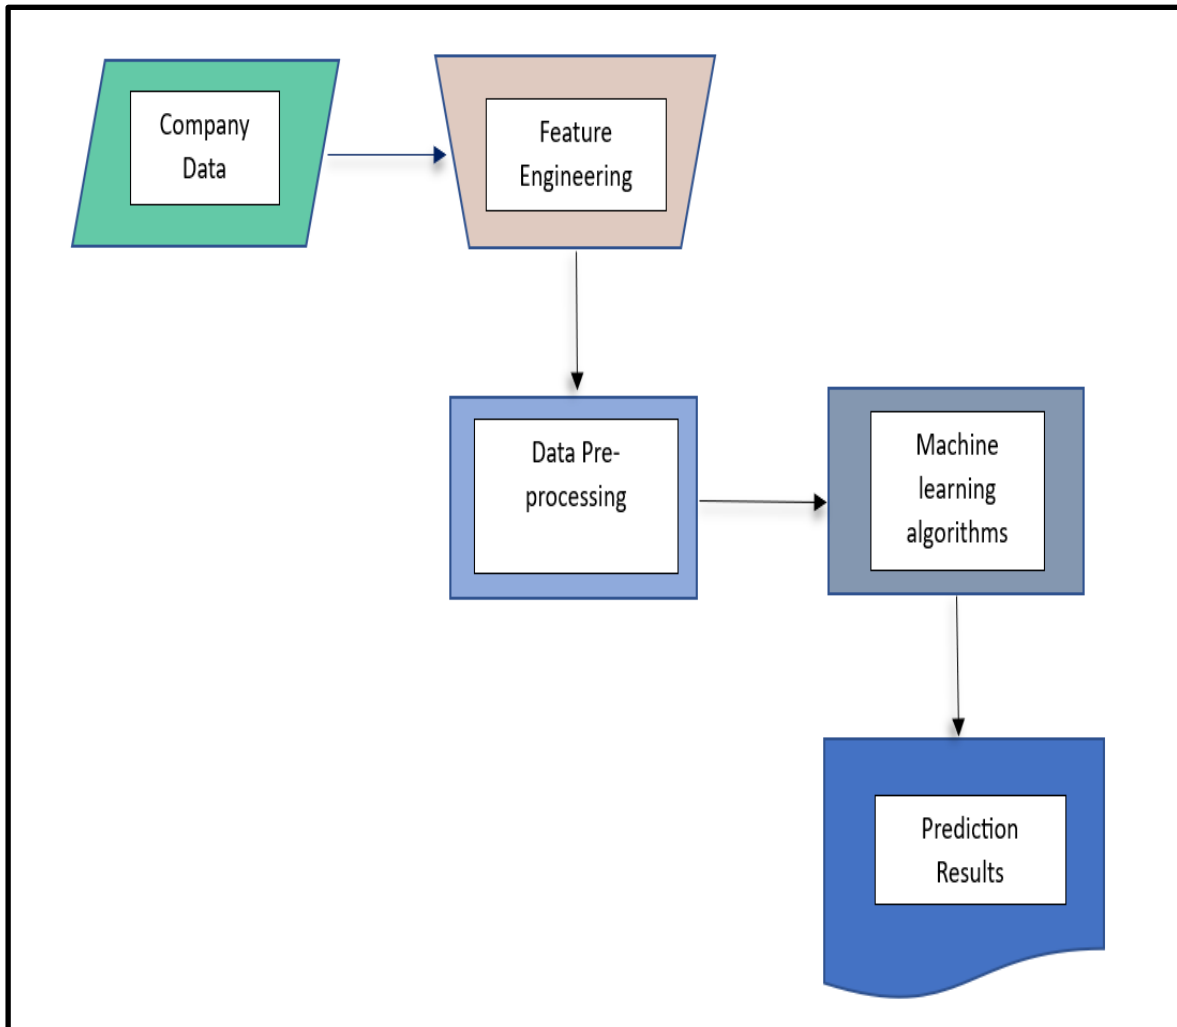 Company
Data
Feature
Engineering
Data Pre-
processing
Machine
learning
algorithms
Prediction
Results